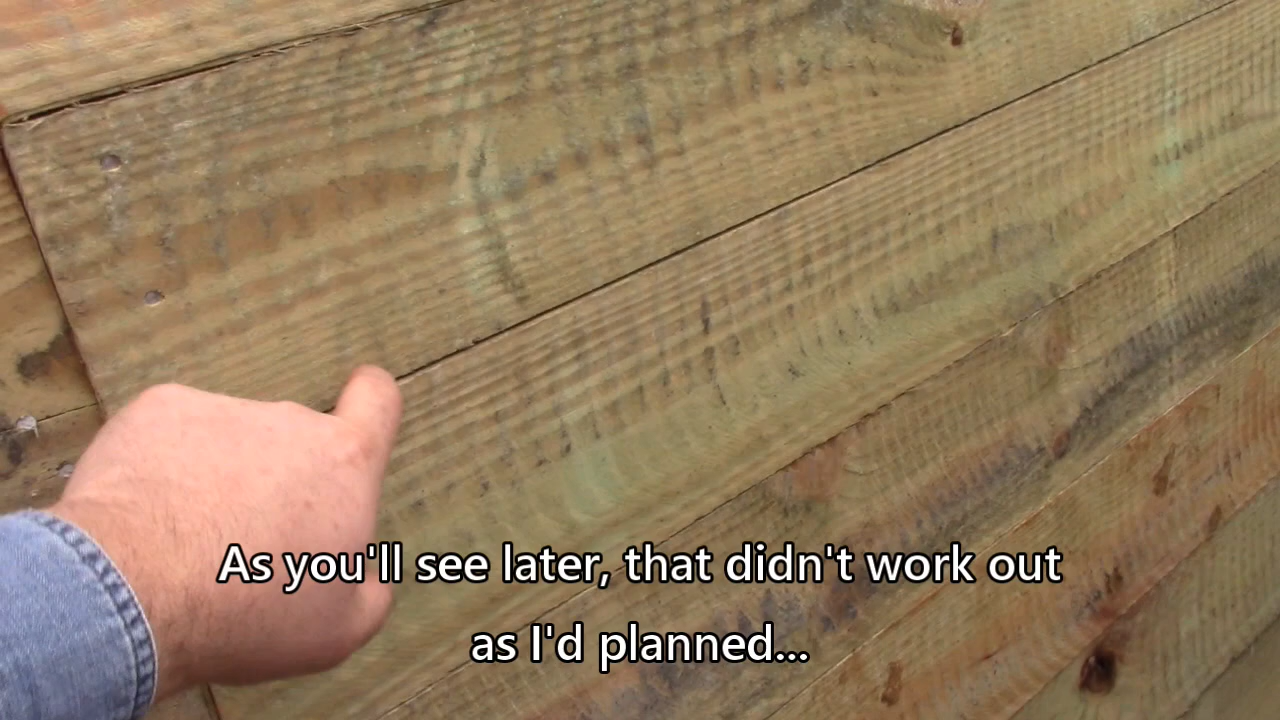 As you'll see later, that didn't work out
as I'd planned...